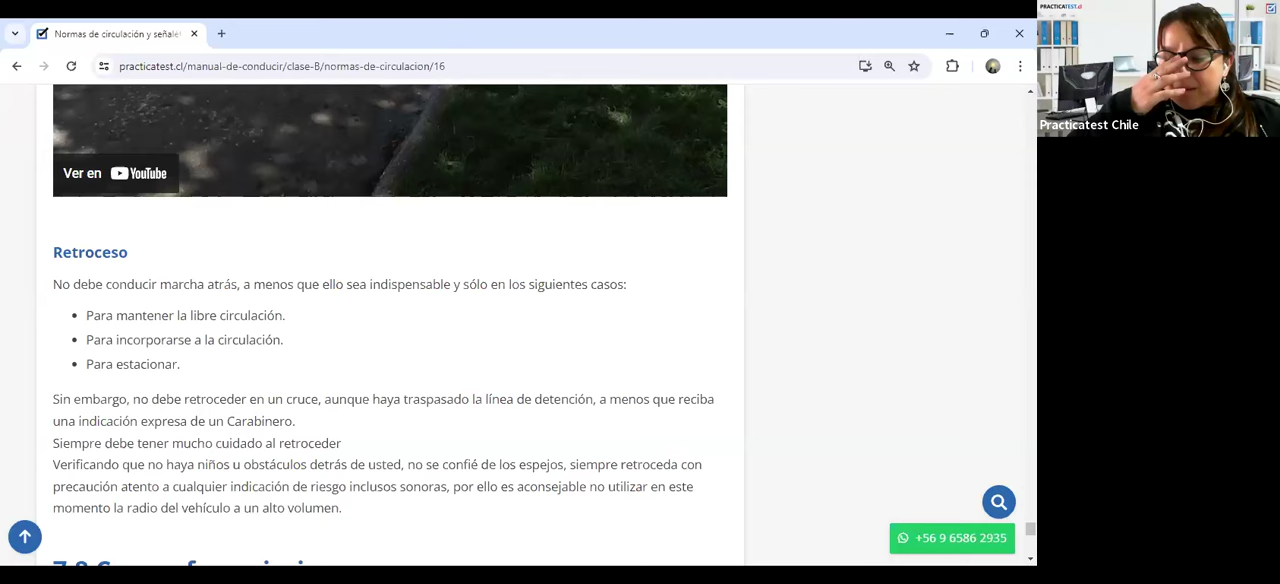 Normas de circulación y señale
practicatest.cl/manual-de-conducir/clase-B/normas-de-circulacion/16
PRACTICATEST.cl
Practicatest Chile
Ver en YouTube
Retroceso
No debe conducir marcha atrás, a menos que ello sea indispensable y sólo en los siguientes casos:
• Para mantener la libre circulación.
• Para incorporarse a la circulación.
• Para estacionar.
Sin embargo, no debe retroceder en un cruce, aunque haya traspasado la línea de detención, a menos que reciba
una indicación expresa de un Carabinero.
Siempre debe tener mucho cuidado al retroceder
Verificando que no haya niños u obstáculos detrás de usted, no se confié de los espejos, siempre retroceda con
precaución atento a cualquier indicación de riesgo inclusos sonoras, por ello es aconsejable no utilizar en este
momento la radio del vehículo a un alto volumen.
+56 9 6586 2935